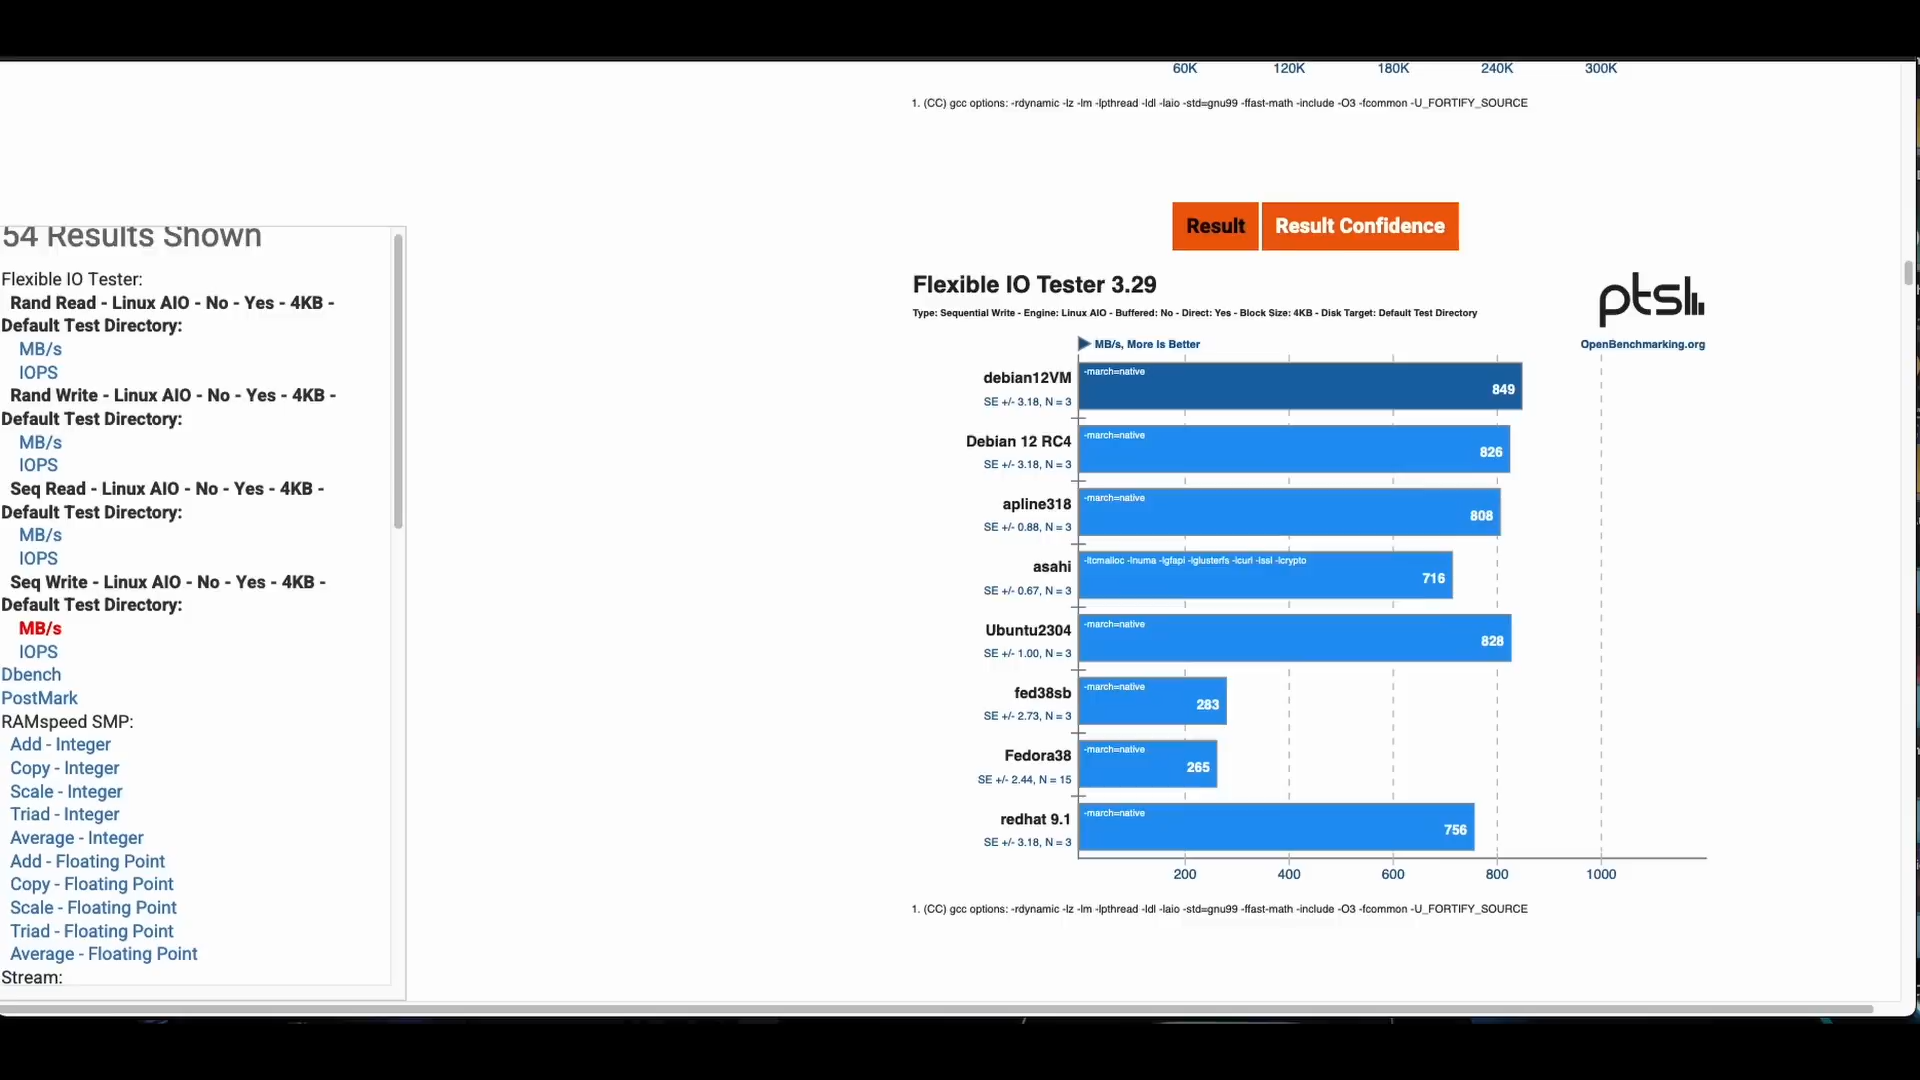 60K 120K 180K 240K 300K
1. (CC) gcc options: -rdynamic -lz -lm -lpthread -ldl -laio -std=gnu99 -ffast-math -include -O3 -fcommon -U_FORTIFY_SOURCE
54 Results Shown
Flexible IO Tester:
Rand Read - Linux AIO - No - Yes - 4KB -
Default Test Directory:
MB/s
IOPS
Rand Write - Linux AIO - No - Yes - 4KB -
Default Test Directory:
MB/s
IOPS
Seq Read - Linux AIO - No - Yes - 4KB -
Default Test Directory:
MB/s
IOPS
Seq Write - Linux AIO - No - Yes - 4KB -
Default Test Directory:
MB/s
IOPS
Dbench
PostMark
RAMspeed SMP:
Add - Integer
Copy - Integer
Scale - Integer
Triad - Integer
Average - Integer
Add - Floating Point
Copy - Floating Point
Scale - Floating Point
Triad - Floating Point
Average - Floating Point
Stream:
Result Result Confidence
Flexible IO Tester 3.29
pts
Type: Sequential Write - Engine: Linux AIO - Buffered: No - Direct: Yes - Block Size: 4KB - Disk Target: Default Test Directory
MB/s, More Is Better
OpenBenchmarking.org
debian12VM
-march=native
849
SE +/- 3.18, N = 3
Debian 12 RC4
-march=native
826
SE +/- 3.18, N = 3
apline318
-march=native
808
SE +/- 0.88, N = 3
asahi
-ltcmalloc -lnuma -lgfapi -lglusterfs -lcurl -lssl -lcrypto
716
SE +/- 0.67, N = 3
Ubuntu2304
-march=native
828
SE +/- 1.00, N = 3
fed38sb
-march=native
283
SE +/- 2.73, N = 3
Fedora38
-march=native
265
SE +/- 2.44, N = 15
redhat 9.1
-march=native
756
SE +/- 3.18, N = 3
200 400 600 800 1000
1. (CC) gcc options: -rdynamic -lz -lm -lpthread -ldl -laio -std=gnu99 -ffast-math -include -O3 -fcommon -U_FORTIFY_SOURCE